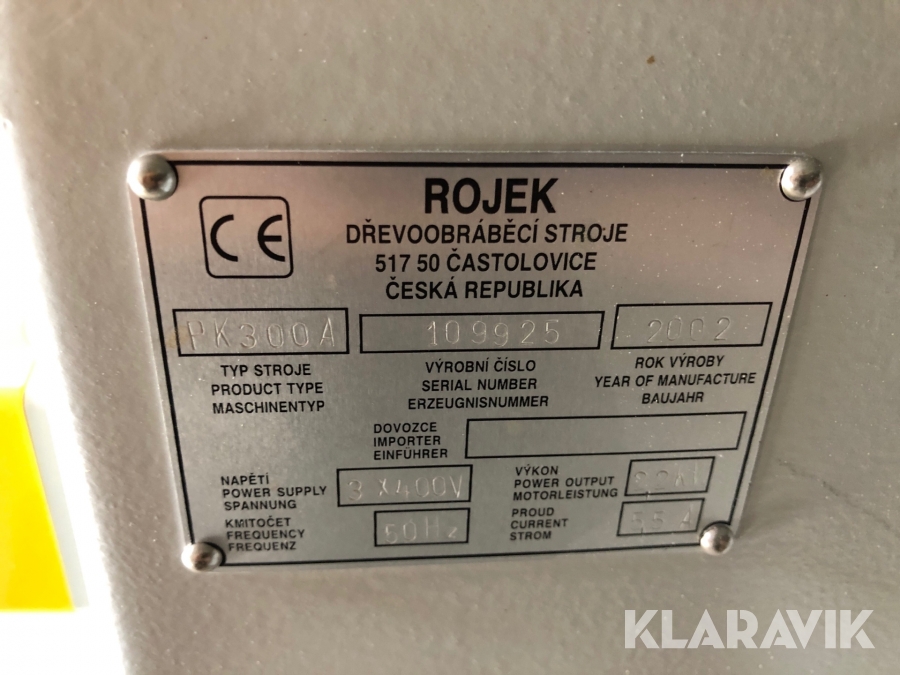 CE
ROJEK
DŘEVOOBRÁBĚCÍ STROJE
517 50 ČASTOLOVICE
ČESKÁ REPUBLIKA
PK300A 109925 2002
TYP STROJE
PRODUCT TYPE
MASCHINENTYP
VÝROBNÍ ČÍSLO
SERIAL NUMBER
ERZEUGNISNUMMER
ROK VÝROBY
YEAR OF MANUFACTURE
BAUJAHR
DOVOZCE
IMPORTER
EINFÜHRER
NAPĚTÍ
POWER SUPPLY
SPANNUNG
3X400V
VÝKON
POWER OUTPUT
MOTORLEISTUNG
KMITOČET
FREQUENCY
FREQUENZ
50Hz
PROUD
CURRENT
STROM
KLARAVIK